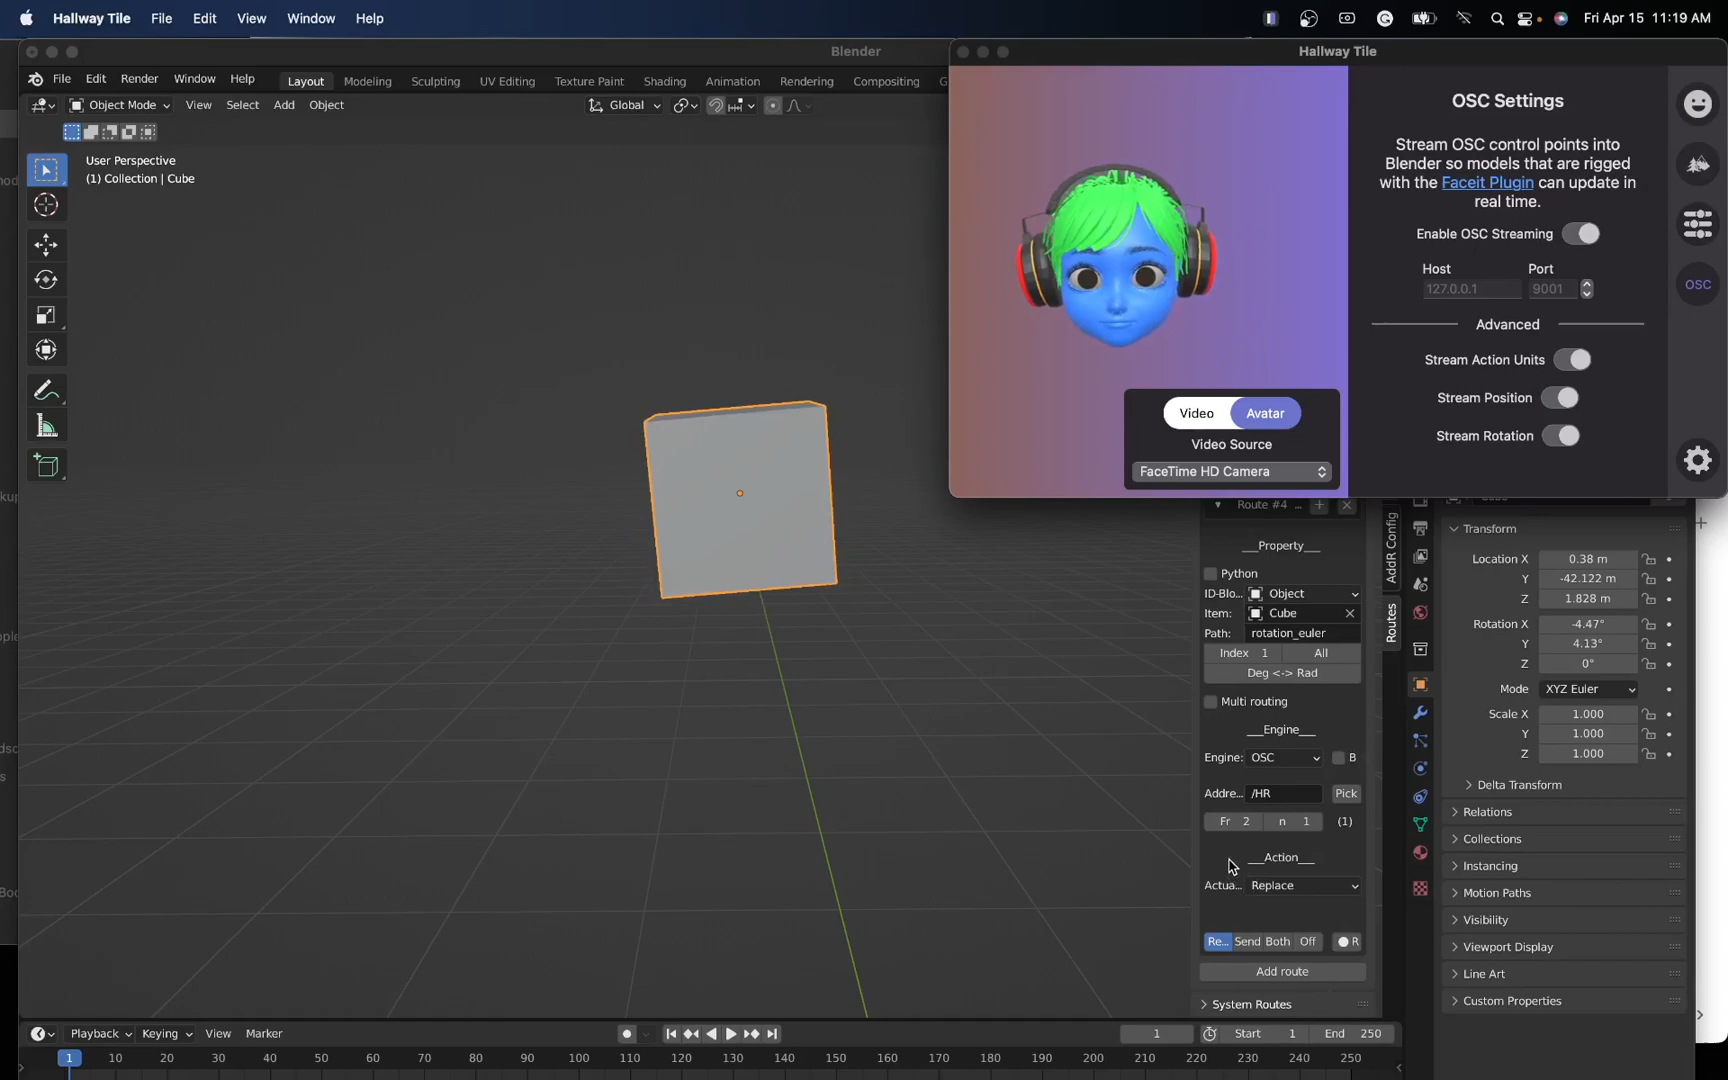 Hallway Tile File Edit View Window Help
Fri Apr 15 11:19 AM
Blender
File Edit Render Window Help Layout Modeling Sculpting UV Editing Texture Paint Shading Animation Rendering Compositing G
Object Mode View Select Add Object Global
User Perspective
(1) Collection | Cube
Hallway Tile
OSC Settings
Stream OSC control points into
Blender so models that are rigged
with the Faceit Plugin can update in
real time.
Enable OSC Streaming
Host Port
127.0.0.1 9001
Advanced
Stream Action Units
Stream Position
Stream Rotation
OSC
Video Avatar
Video Source
FaceTime HD Camera
Route #4 ...
__Property__
Python
ID-Blo... Object
Item: Cube
Path: rotation_euler
Index 1 All
Deg <-> Rad
Multi routing
__Engine__
Engine: OSC B
Addre... /HR Pick
Fr 2 n 1 (1)
__Action__
Actua... Replace
Re... Send Both Off R
Add route
System Routes
AddR Config
Routes
Transform
Location X 0.38 m
Y -42.122 m
Z 1.828 m
Rotation X -4.47°
Y 4.13°
Z 0°
Mode XYZ Euler
Scale X 1.000
Y 1.000
Z 1.000
Delta Transform
Relations
Collections
Instancing
Motion Paths
Visibility
Viewport Display
Line Art
Custom Properties
Playback Keying View Marker
1 Start 1 End 250
1 10 20 30 40 50 60 70 80 90 100 110 120 130 140 150 160 170 180 190 200 210 220 230 240 250